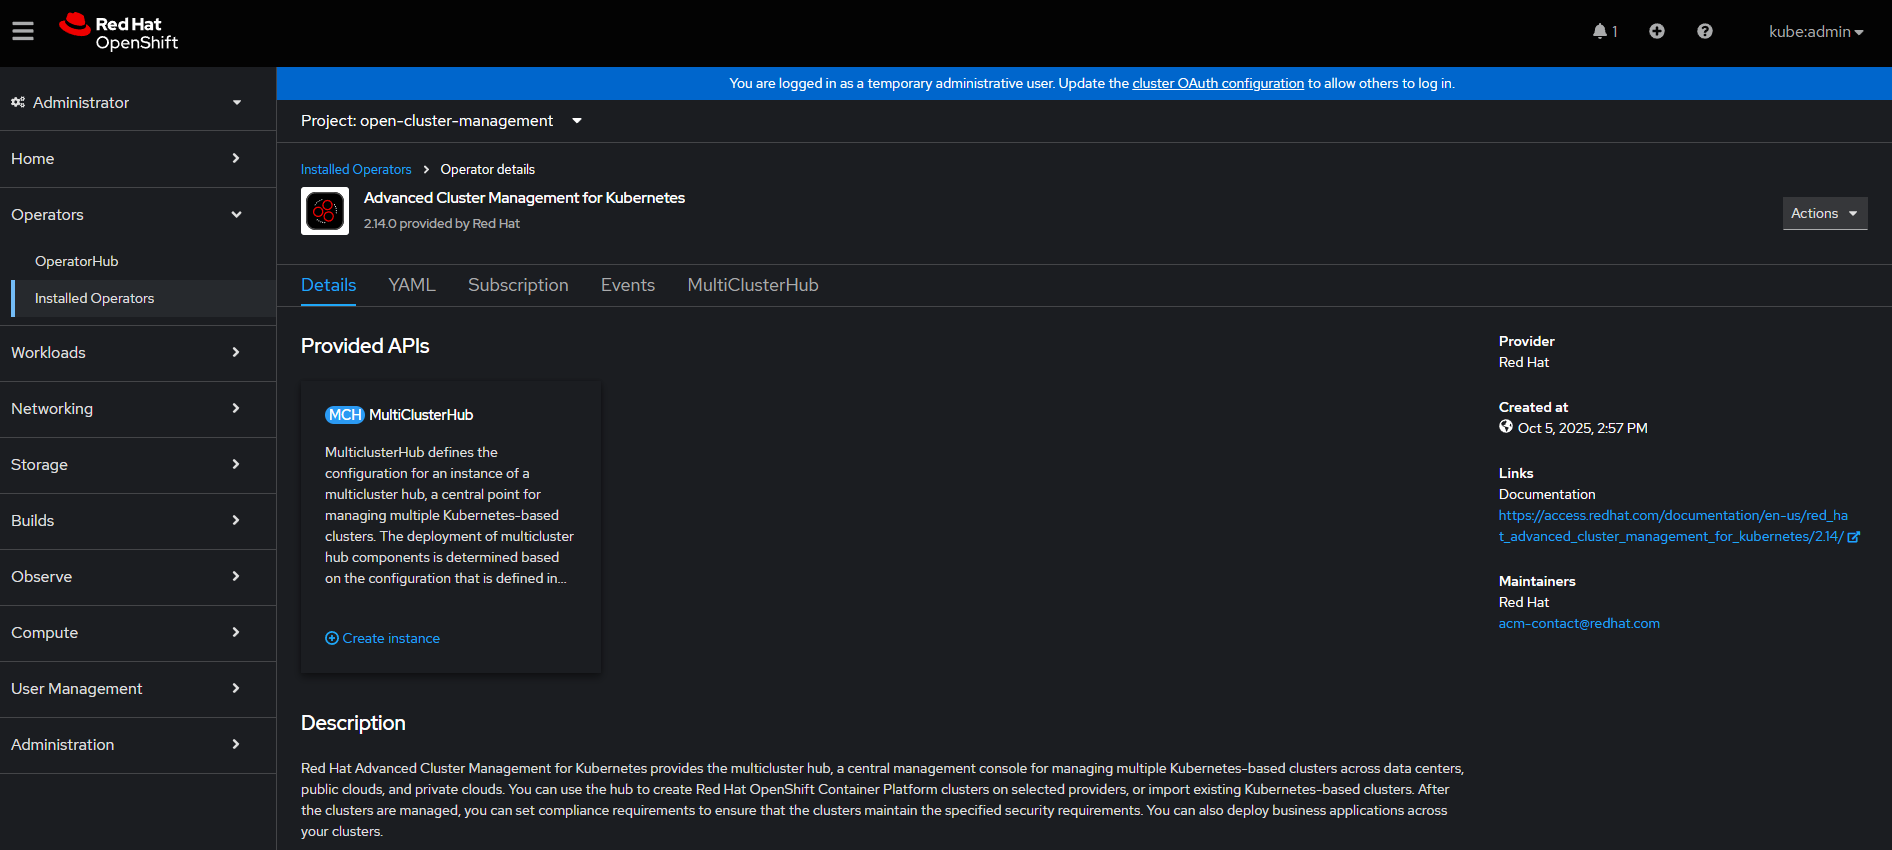 Red Hat
OpenShift
1
kube:admin
You are logged in as a temporary administrative user. Update the cluster OAuth configuration to allow others to log in.
Administrator
Home
Operators
OperatorHub
Installed Operators
Workloads
Networking
Storage
Builds
Observe
Compute
User Management
Administration
Project: open-cluster-management
Installed Operators > Operator details
Advanced Cluster Management for Kubernetes
2.14.0 provided by Red Hat
Actions
Details YAML Subscription Events MultiClusterHub
Provided APIs
MCH MultiClusterHub
MulticlusterHub defines the
configuration for an instance of a
multicluster hub, a central point for
managing multiple Kubernetes-based
clusters. The deployment of multicluster
hub components is determined based
on the configuration that is defined in...
Create instance
Provider
Red Hat
Created at
Oct 5, 2025, 2:57 PM
Links
Documentation
https://access.redhat.com/documentation/en-us/red_ha
t_advanced_cluster_management_for_kubernetes/2.14/
Maintainers
Red Hat
acm-contact@redhat.com
Description
Red Hat Advanced Cluster Management for Kubernetes provides the multicluster hub, a central management console for managing multiple Kubernetes-based clusters across data centers,
public clouds, and private clouds. You can use the hub to create Red Hat OpenShift Container Platform clusters on selected providers, or import existing Kubernetes-based clusters. After
the clusters are managed, you can set compliance requirements to ensure that the clusters maintain the specified security requirements. You can also deploy business applications across
your clusters.